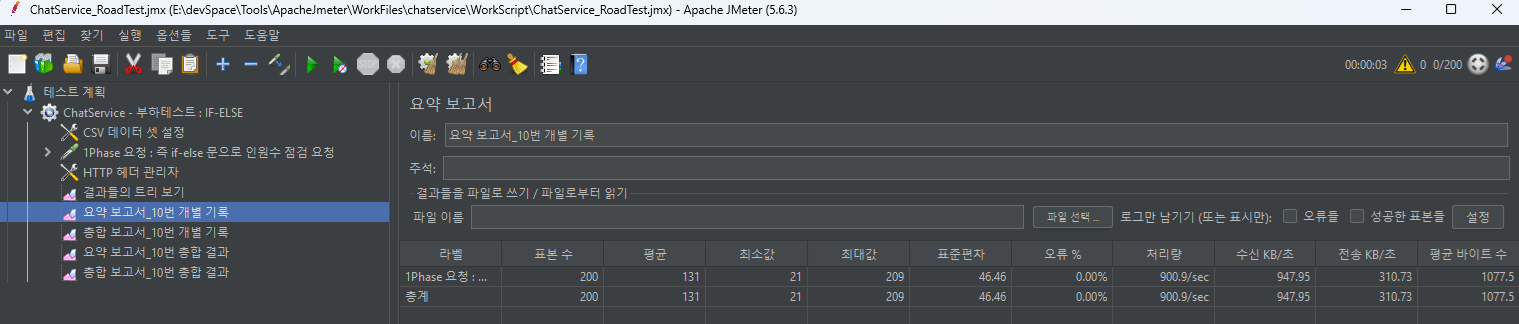 ChatService_RoadTest.jmx (E:\devSpace\Tools\ApacheJmeter\WorkFiles\chatservice\WorkScript\ChatService_RoadTest.jmx) - Apache JMeter (5.6.3)
파일 편집 찾기 실행 옵션들 도구 도움말
STOP 00:00:03 0 0/200
테스트 계획
ChatService - 부하테스트 : IF-ELSE
CSV 데이터 셋 설정
1Phase 요청 : 즉 if-else 문으로 인원수 점검 요청
HTTP 헤더 관리자
결과들의 트리 보기
요약 보고서_10번 개별 기록
총합 보고서_10번 개별 기록
요약 보고서_10번 총합 결과
총합 보고서_10번 총합 결과
요약 보고서
이름: 요약 보고서_10번 개별 기록
주석:
결과들을 파일로 쓰기 / 파일로부터 읽기
파일 이름 파일 선택 ... 로그만 남기기 (또는 표시만): 오류들 성공한 표본들 설정
라벨 표본 수 평균 최소값 최대값 표준편자 오류 % 처리량 수신 KB/초 전송 KB/초 평균 바이트 수
1Phase 요청 : ... 200 131 21 209 46.46 0.00% 900.9/sec 947.95 310.73 1077.5
총계 200 131 21 209 46.46 0.00% 900.9/sec 947.95 310.73 1077.5